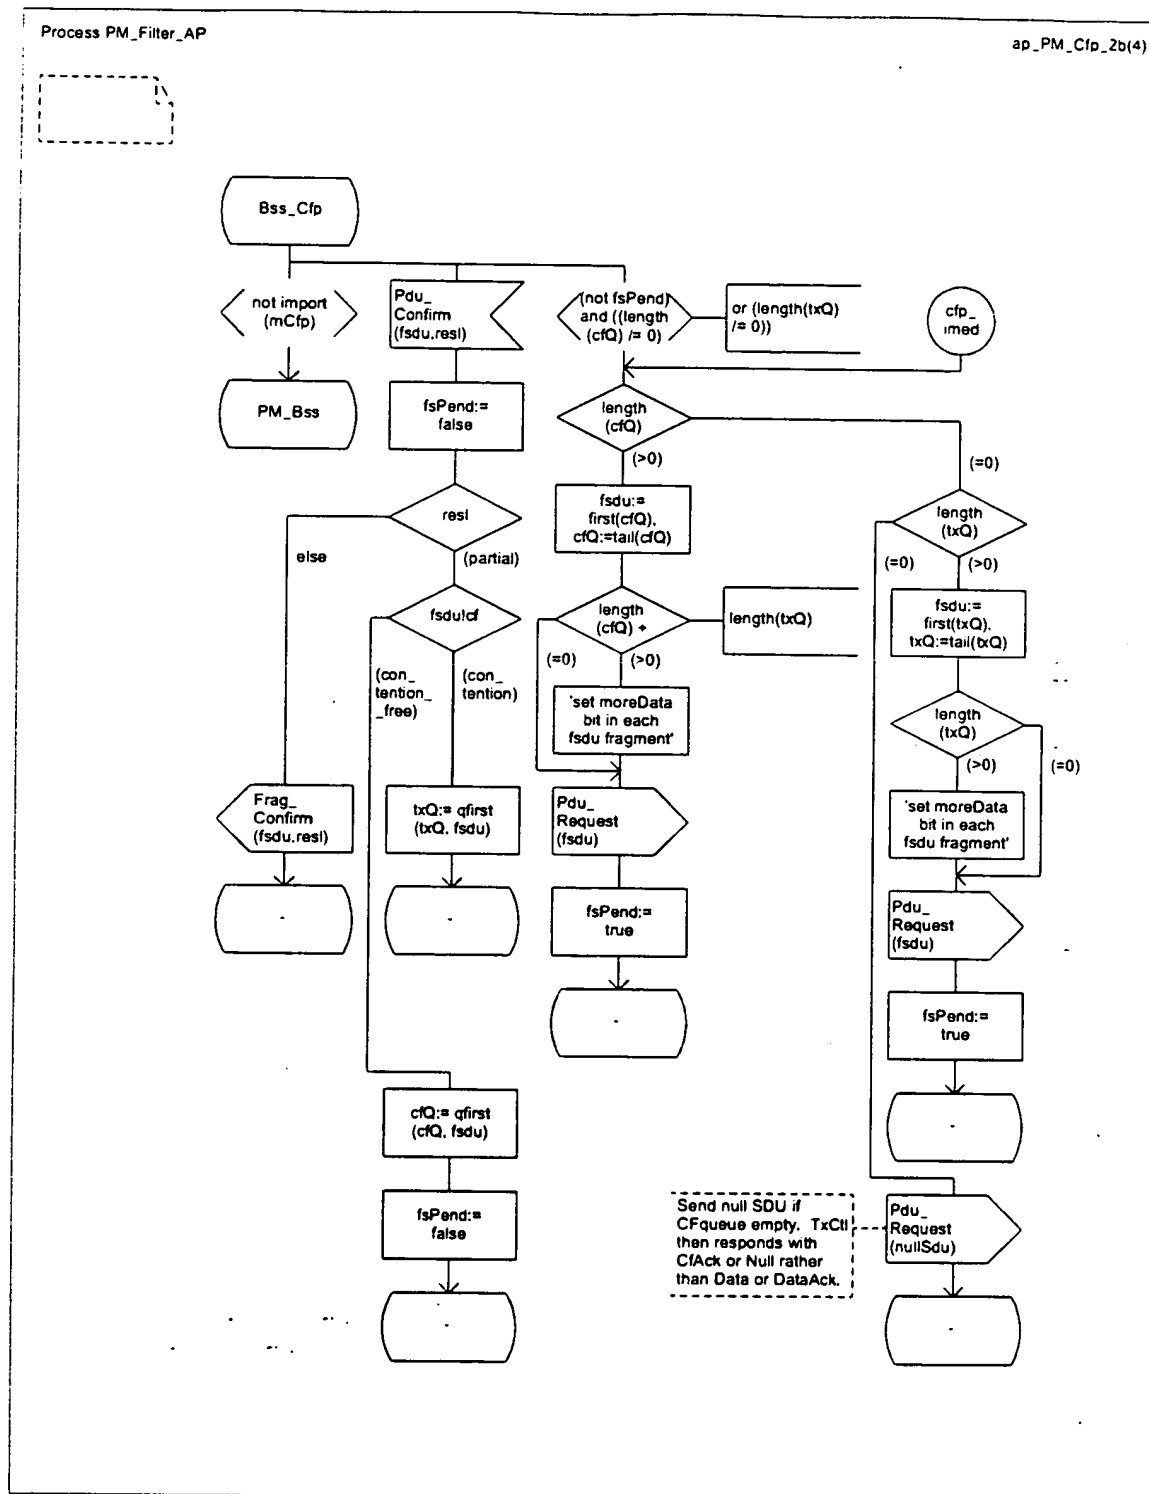 Process PM_Filter_AP
ap_PM_Cfp_2b(4)
Bss_Cfp
not import
(mCfp)
PM_Bss
Pdu_
Confirm
(fsdu,resl)
fsPend:=
false
resl
else
(partial)
fsdu!cf
(con_
tention_
_free)
(con_
tention)
Frag_
Confirm
(fsdu,resl)
-
txQ:= qfirst
(txQ, fsdu)
-
cfQ:= qfirst
(cfQ, fsdu)
fsPend:=
false
-
(not fsPend)
and ((length
(cfQ) /= 0)
or (length(txQ)
/= 0))
cfp_
imed
length
(cfQ)
(>0)
(=0)
fsdu:=
first(cfQ),
cfQ:=tail(cfQ)
length
(cfQ) +
length(txQ)
(=0)
(>0)
'set moreData
bit in each
fsdu fragment'
Pdu_
Request
(fsdu)
fsPend:=
true
-
length
(txQ)
(=0)
(>0)
fsdu:=
first(txQ),
txQ:=tail(txQ)
length
(txQ)
(>0)
(=0)
'set moreData
bit in each
fsdu fragment'
Pdu_
Request
(fsdu)
fsPend:=
true
-
Send null SDU if
CFqueue empty. TxCtl
then responds with
CfAck or Null rather
than Data or DataAck.
Pdu_
Request
(nullSdu)
-